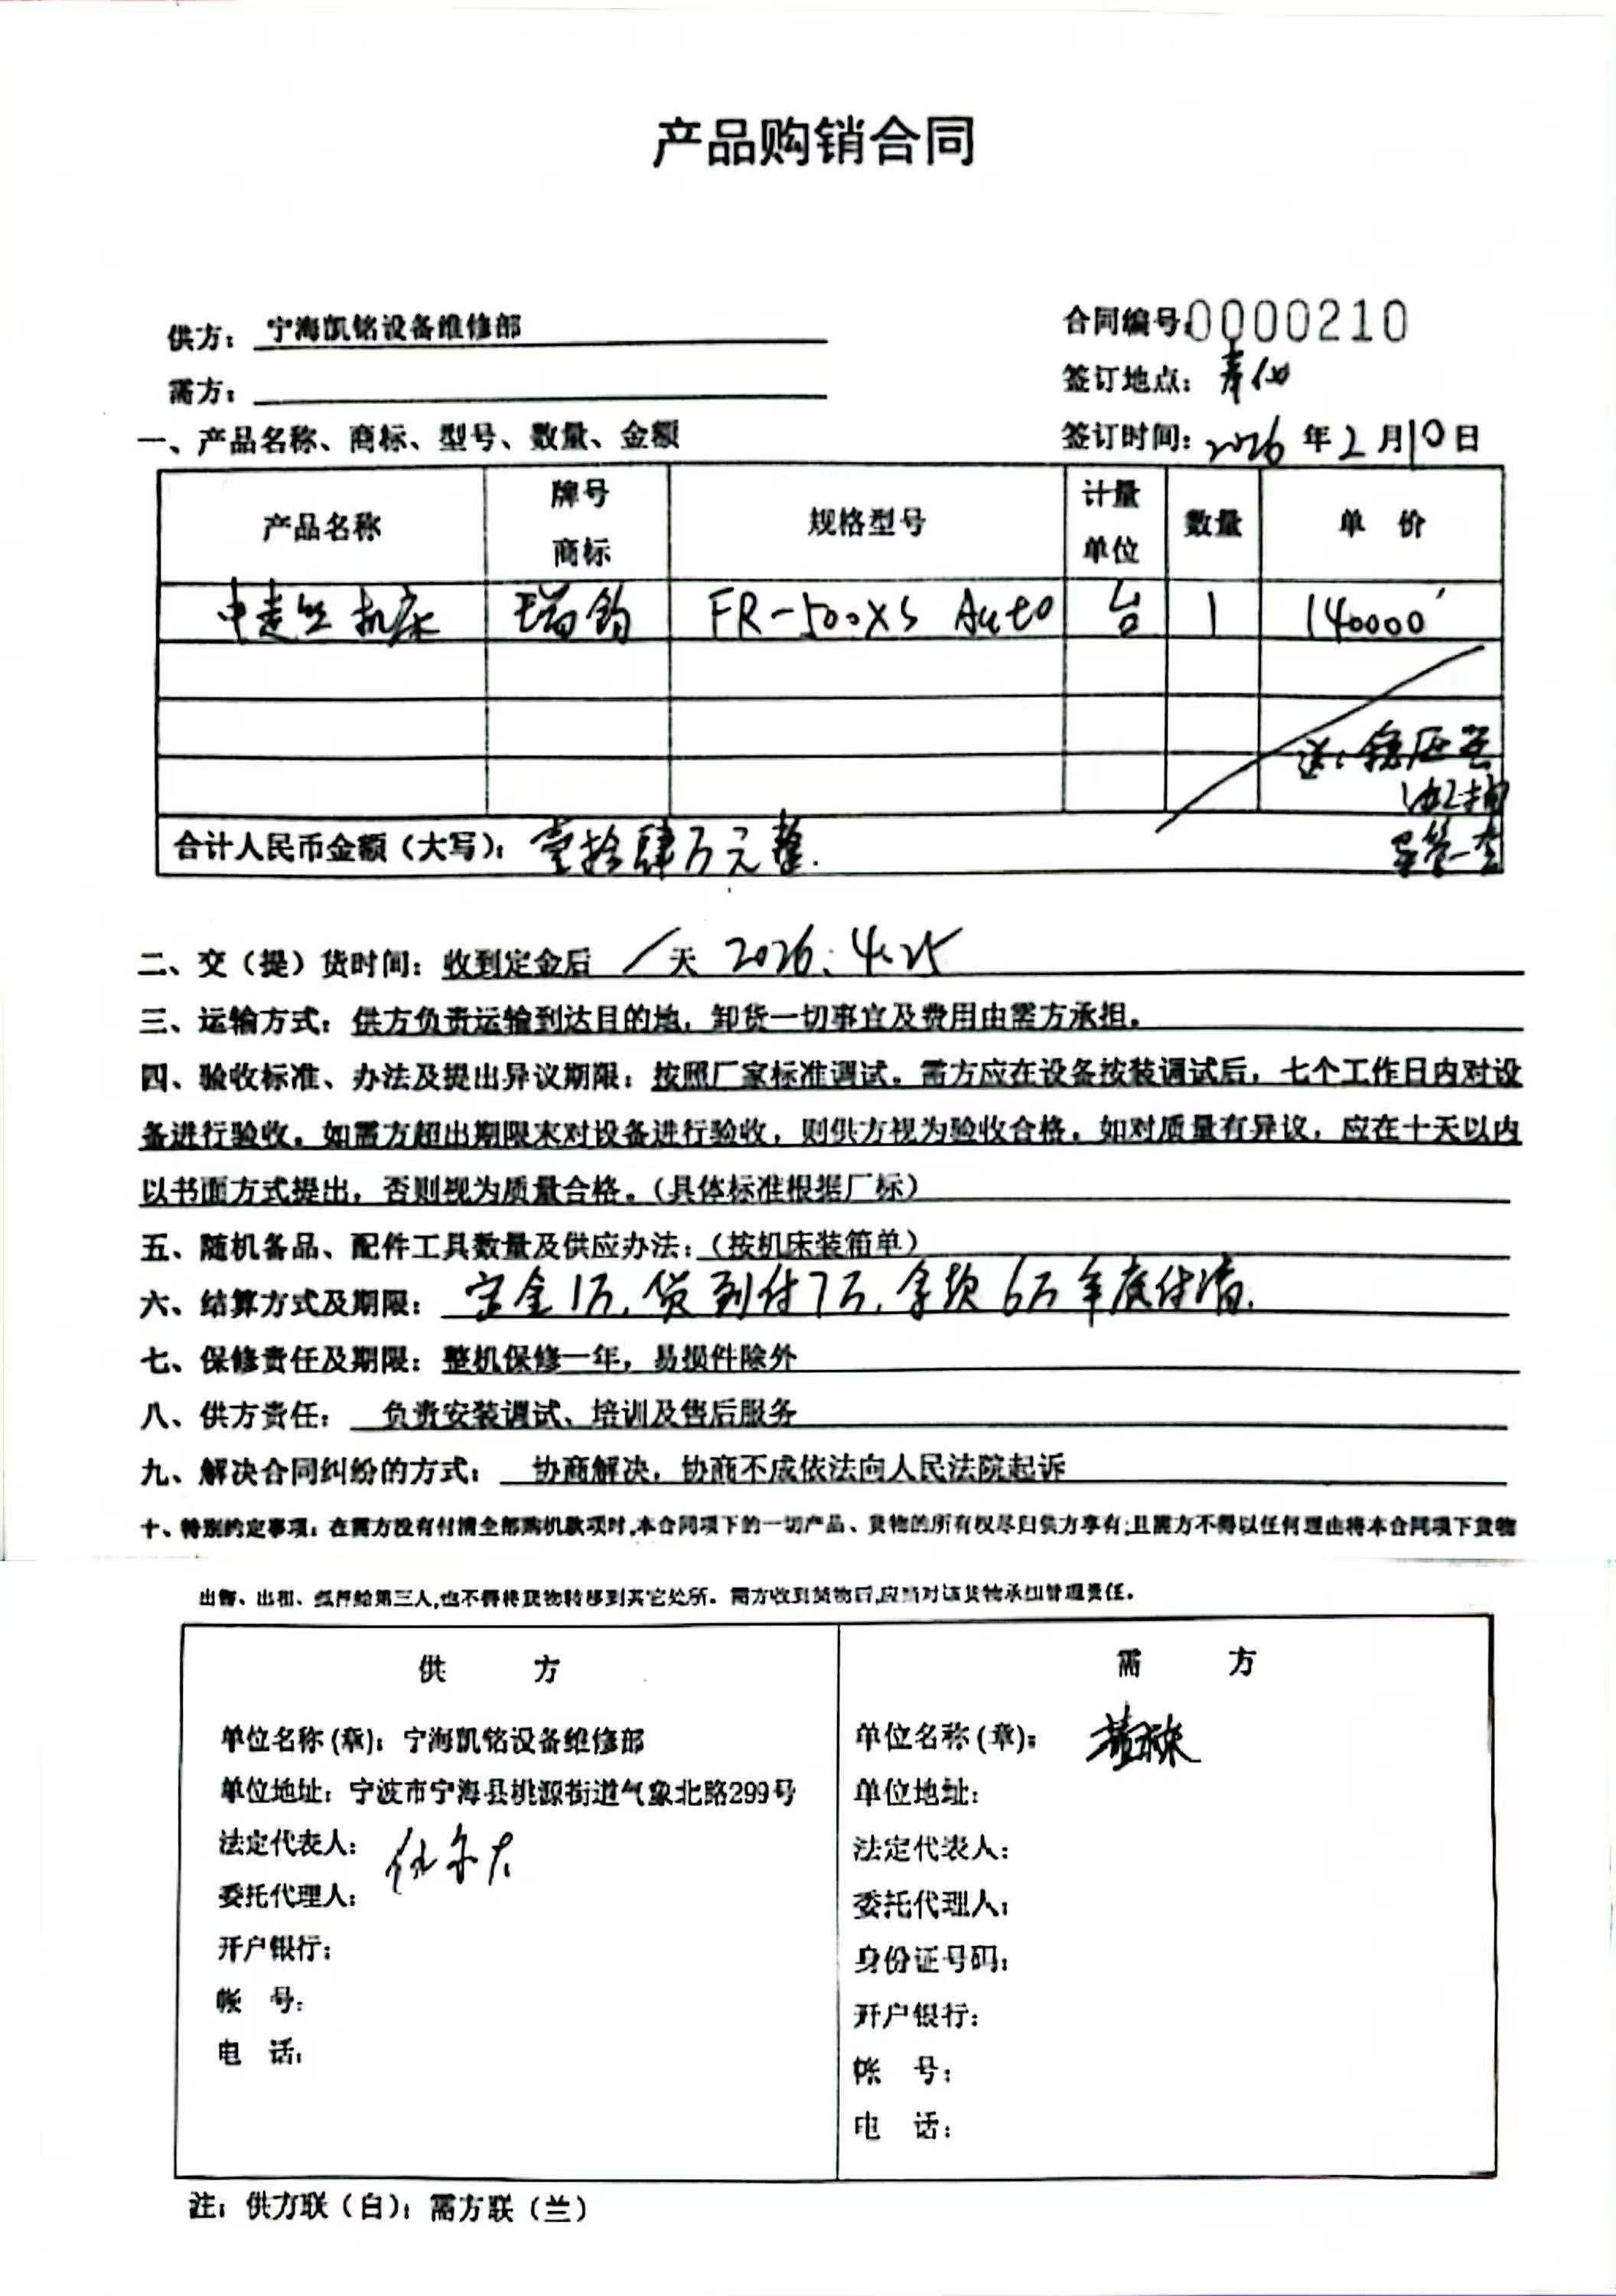 产品购销合同
供方：宁海凯铭设备维修部
合同编号：0000210
需方：
签订地点：
一、产品名称、商标、型号、数量、金额
签订时间：2026年2月10日
产品名称 牌号商标 规格型号 计量单位 数量 单价
中走丝机床 瑞钧 FR-500XS Auto 台 1 140000
送：稳压器
油2桶
导管一套
合计人民币金额（大写）：壹拾肆万元整.
二、交（提）货时间：收到定金后 / 天 2026.4.25
三、运输方式：供方负责运输到达目的地，卸货一切事宜及费用由需方承担。
四、验收标准、办法及提出异议期限：按照厂家标准调试。需方应在设备按装调试后，七个工作日内对设
备进行验收。如需方超出期限末对设备进行验收，则供方视为验收合格。如对质量有异议，应在十天以内
以书面方式提出，否则视为质量合格。（具体标准根据厂标）
五、随机备品、配件工具数量及供应办法：（按机床装箱单）
六、结算方式及期限：定金1万，货到付7万，余款6万年底付清.
七、保修责任及期限：整机保修一年，易损件除外
八、供方责任：负责安装调试、培训及售后服务
九、解决合同纠纷的方式：协商解决，协商不成依法向人民法院起诉
十、特别约定事项：在需方没有付清全部购机款项时,本合同项下的一切产品、货物的所有权尽归供方享有;且需方不得以任何理由将本合同项下货物
出售、出租、抵押给第三人,也不得将货物转移到其它处所。需方收到货物后,应当对该货物承担管理责任。
供 方
需 方
单位名称(章)：宁海凯铭设备维修部
单位名称(章)：
单位地址：宁波市宁海县桃源街道气象北路299号
单位地址：
法定代表人：
法定代表人：
委托代理人：
委托代理人：
身份证号码：
开户银行：
开户银行：
帐 号：
帐 号：
电 话：
电 话：
注：供方联（白）；需方联（兰）